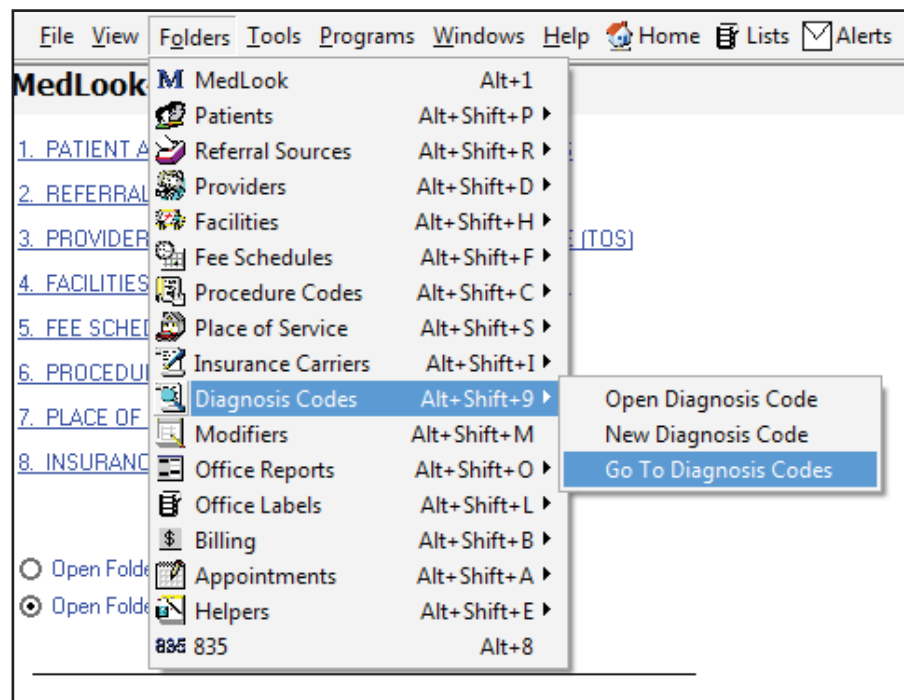 File View Folders Tools Programs Windows Help Home Lists Alerts
MedLook
M MedLook Alt+1
Patients Alt+Shift+P
1. PATIENT A
Referral Sources Alt+Shift+R
2. REFERRAL
Providers Alt+Shift+D
Facilities Alt+Shift+H
3. PROVIDER (TOS)
Fee Schedules Alt+Shift+F
4. FACILITIES
Procedure Codes Alt+Shift+C
5. FEE SCHED
Place of Service Alt+Shift+S
6. PROCEDU
Insurance Carriers Alt+Shift+I
Diagnosis Codes Alt+Shift+9
Open Diagnosis Code
7. PLACE OF
Modifiers Alt+Shift+M
New Diagnosis Code
8. INSURANC
Office Reports Alt+Shift+O
Go To Diagnosis Codes
Office Labels Alt+Shift+L
$ Billing Alt+Shift+B
Open Folde
Appointments Alt+Shift+A
Open Folde
Helpers Alt+Shift+E
835 835 Alt+8